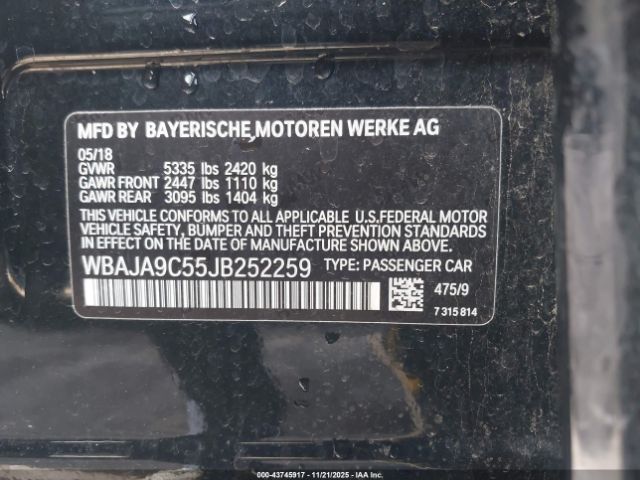 MFD BY BAYERISCHE MOTOREN WERKE AG
05/18
GVWR 5335 lbs 2420 kg
GAWR FRONT 2447 lbs 1110 kg
GAWR REAR 3095 lbs 1404 kg
THIS VEHICLE CONFORMS TO ALL APPLICABLE U.S.FEDERAL MOTOR
VEHICLE SAFETY, BUMPER AND THEFT PREVENTION STANDARDS
IN EFFECT ON THE DATE OF MANUFACTURE SHOWN ABOVE.
WBAJA9C55JB252259 TYPE: PASSENGER CAR
475/9
7 315 814
000-43745917 - 11/21/2025 - IAAI Inc.